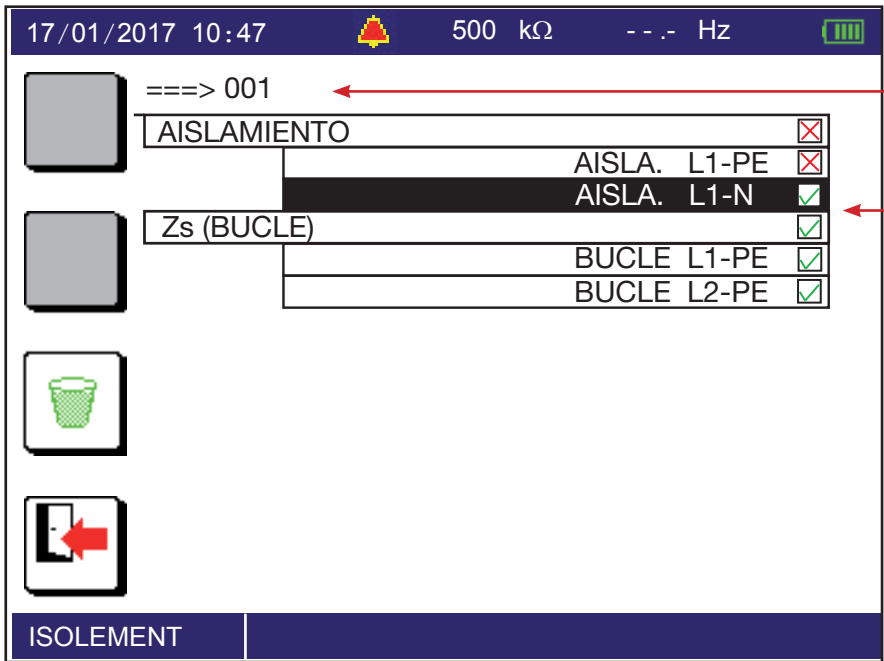 17/01/2017 10:47 500 kΩ - - .- Hz
===> 001
AISLAMIENTO
AISLA. L1-PE
AISLA. L1-N
Zs (BUCLE)
BUCLE L1-PE
BUCLE L2-PE
ISOLEMENT